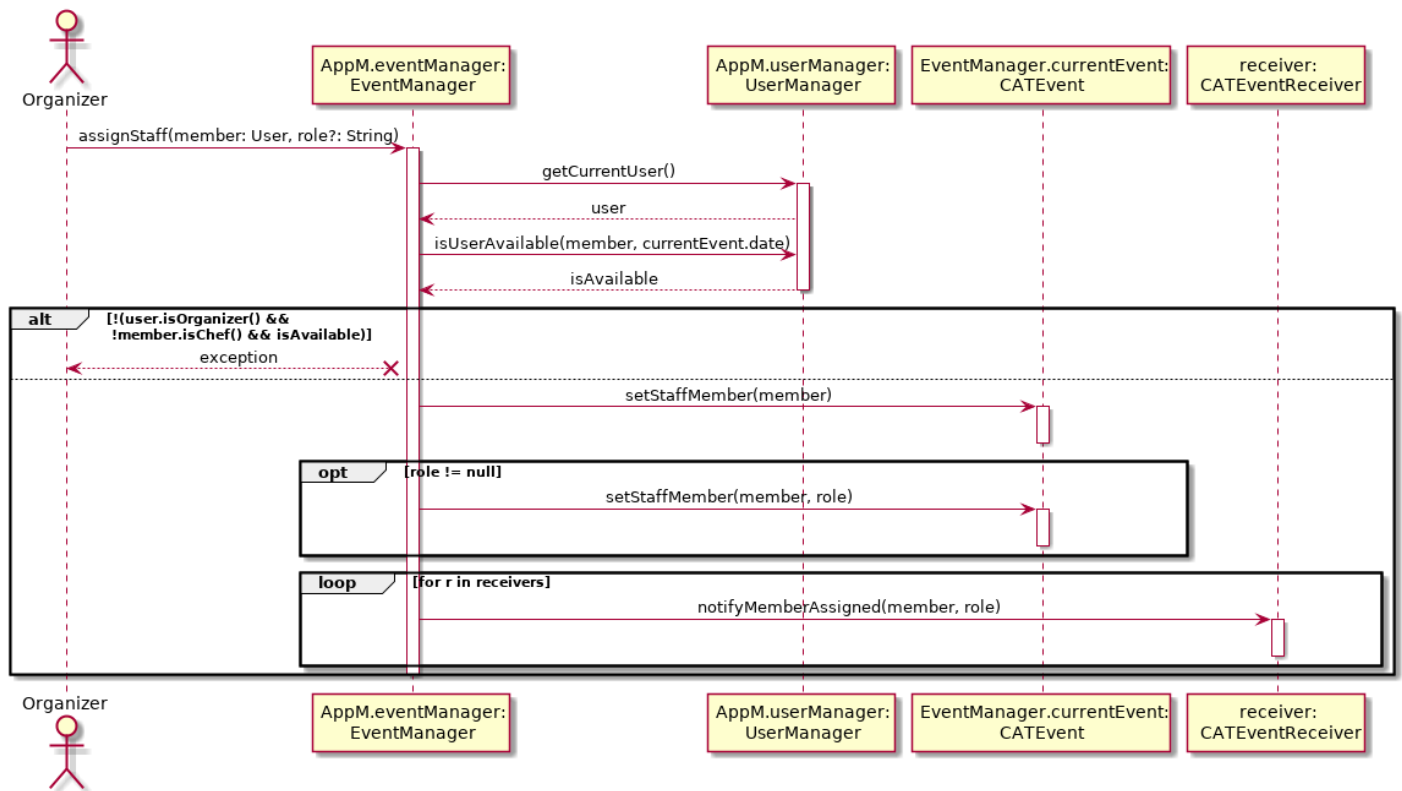 Organizer
AppM.eventManager:
EventManager
AppM.userManager:
UserManager
EventManager.currentEvent:
CATEvent
receiver:
CATEventReceiver
assignStaff(member: User, role?: String)
getCurrentUser()
user
isUserAvailable(member, currentEvent.date)
isAvailable
alt
[!(user.isOrganizer() &&
!member.isChef() && isAvailable)]
exception
setStaffMember(member)
opt
[role != null]
setStaffMember(member, role)
loop
[for r in receivers]
notifyMemberAssigned(member, role)
Organizer
AppM.eventManager:
EventManager
AppM.userManager:
UserManager
EventManager.currentEvent:
CATEvent
receiver:
CATEventReceiver